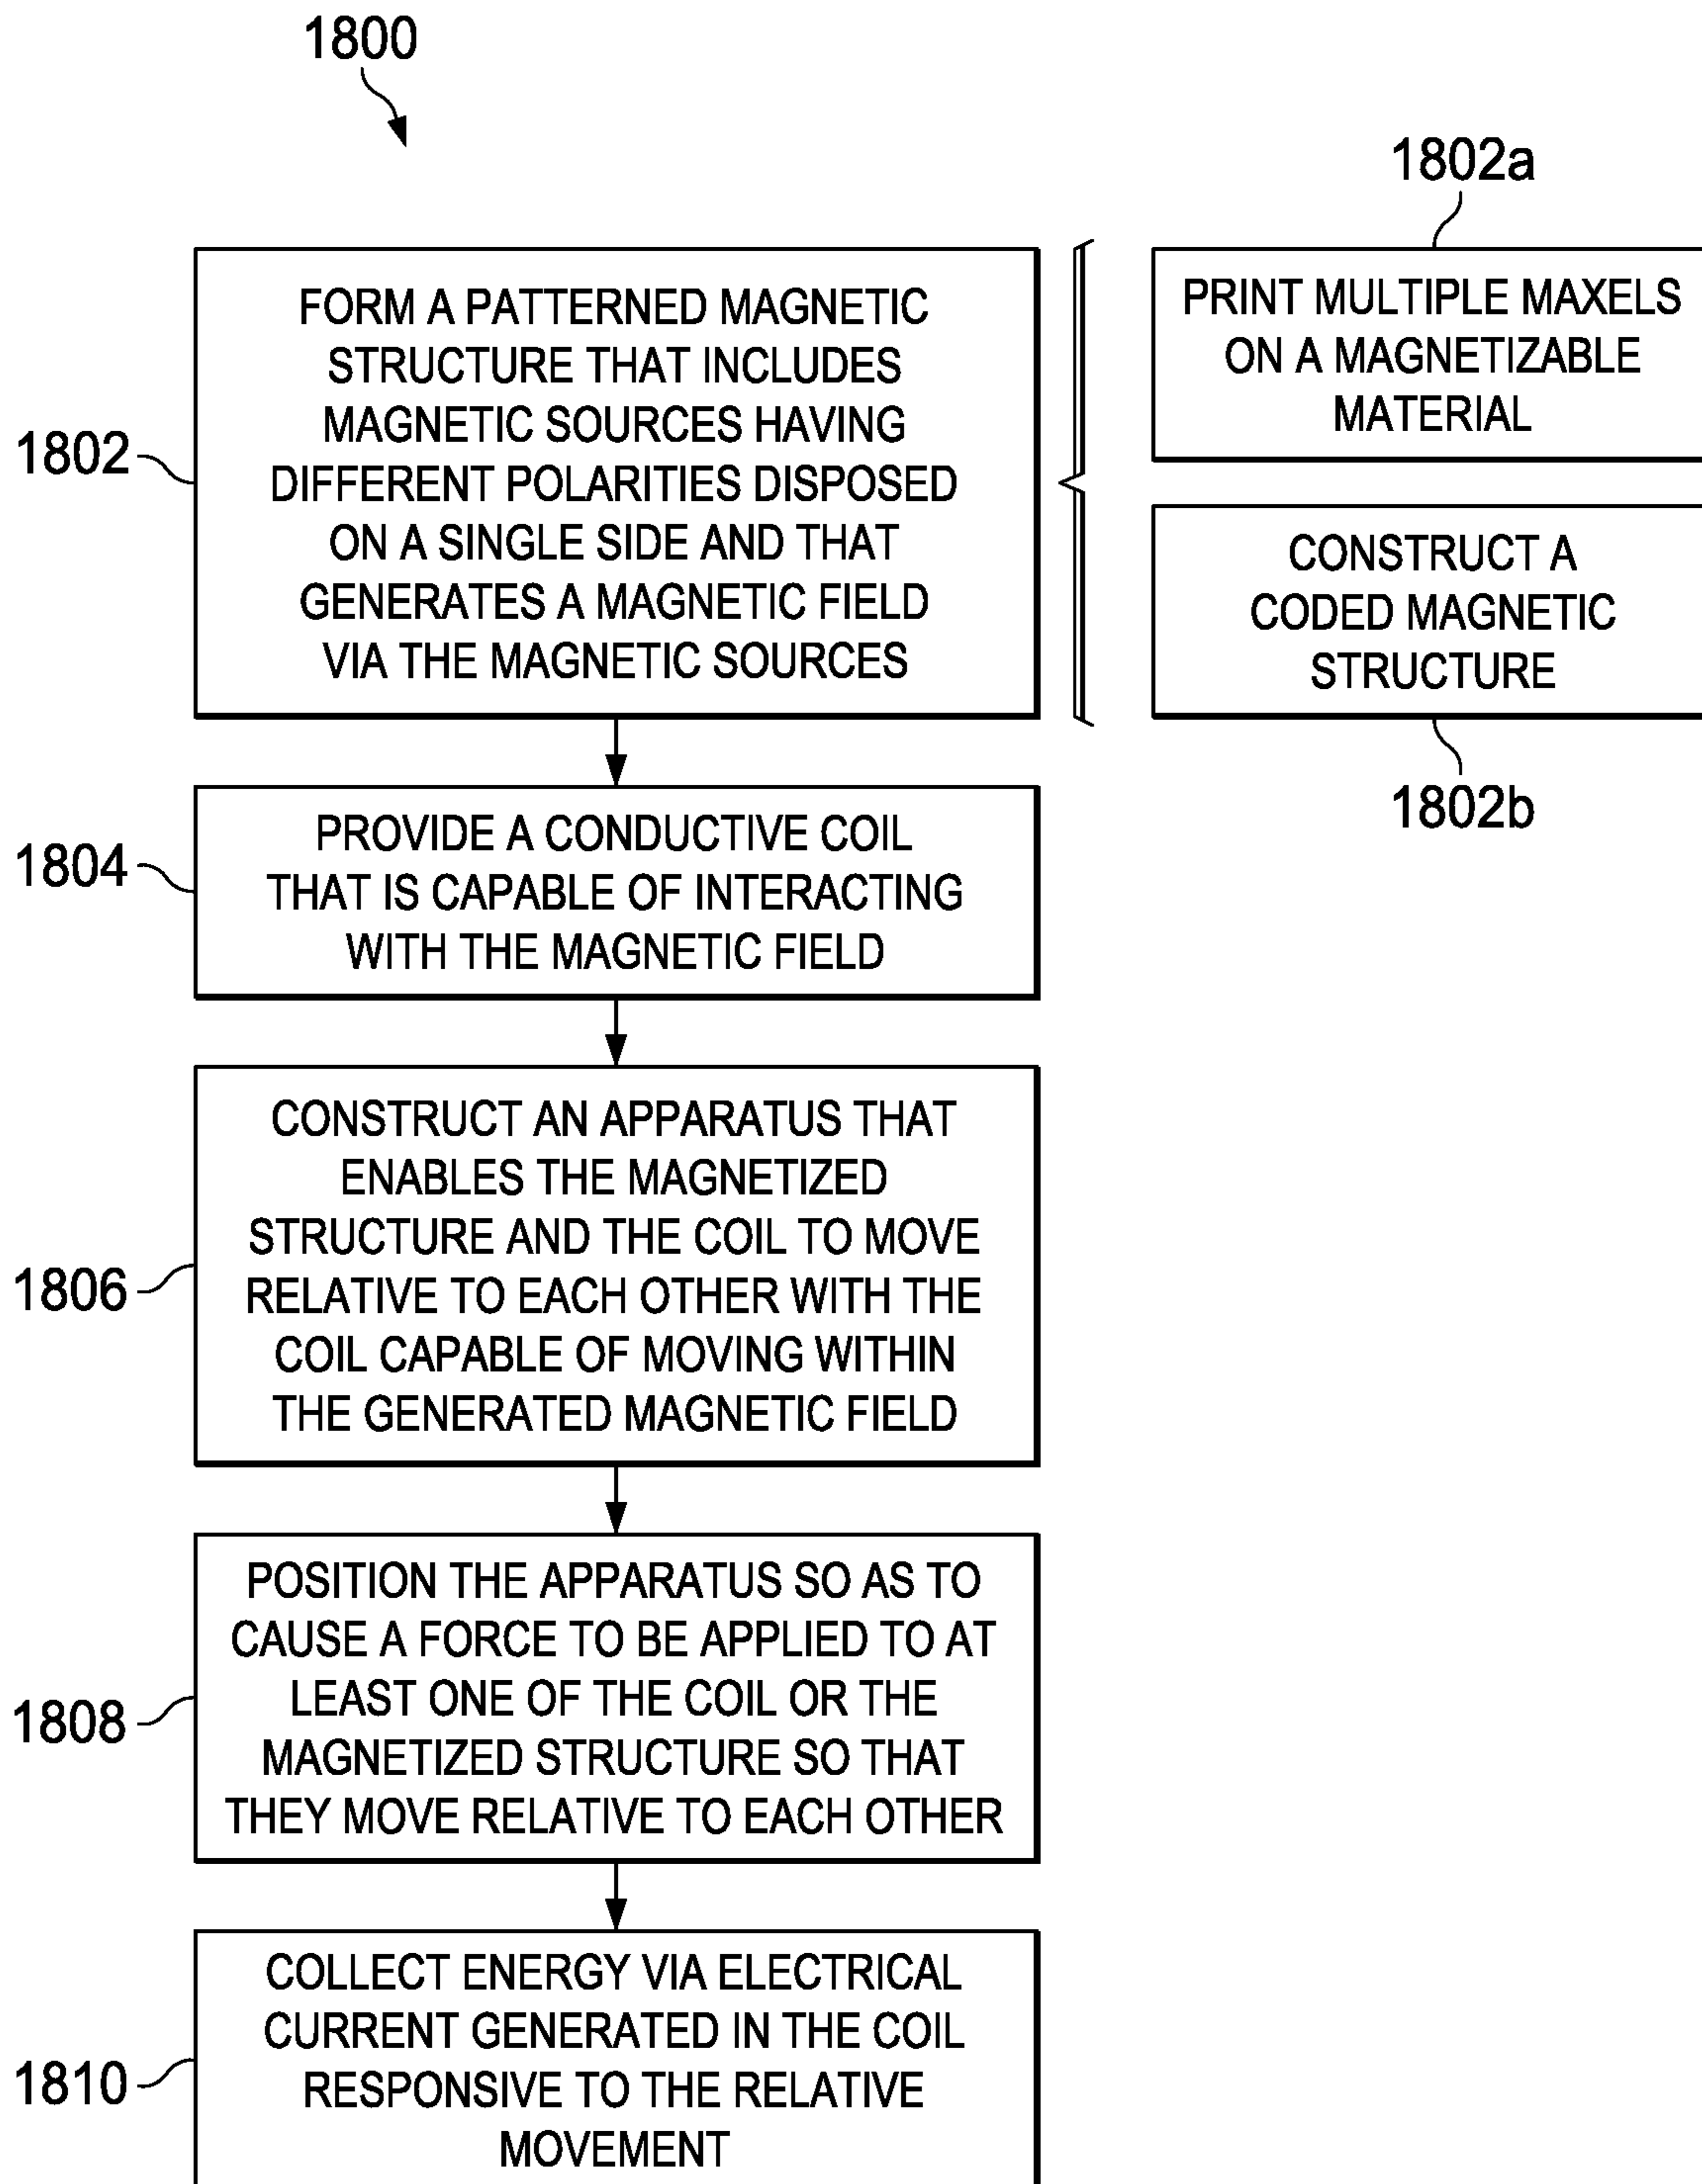 1800
1802
FORM A PATTERNED MAGNETIC
STRUCTURE THAT INCLUDES
MAGNETIC SOURCES HAVING
DIFFERENT POLARITIES DISPOSED
ON A SINGLE SIDE AND THAT
GENERATES A MAGNETIC FIELD
VIA THE MAGNETIC SOURCES
1802a
PRINT MULTIPLE MAXELS
ON A MAGNETIZABLE
MATERIAL
CONSTRUCT A
CODED MAGNETIC
STRUCTURE
1802b
1804
PROVIDE A CONDUCTIVE COIL
THAT IS CAPABLE OF INTERACTING
WITH THE MAGNETIC FIELD
1806
CONSTRUCT AN APPARATUS THAT
ENABLES THE MAGNETIZED
STRUCTURE AND THE COIL TO MOVE
RELATIVE TO EACH OTHER WITH THE
COIL CAPABLE OF MOVING WITHIN
THE GENERATED MAGNETIC FIELD
1808
POSITION THE APPARATUS SO AS TO
CAUSE A FORCE TO BE APPLIED TO AT
LEAST ONE OF THE COIL OR THE
MAGNETIZED STRUCTURE SO THAT
THEY MOVE RELATIVE TO EACH OTHER
1810
COLLECT ENERGY VIA ELECTRICAL
CURRENT GENERATED IN THE COIL
RESPONSIVE TO THE RELATIVE
MOVEMENT